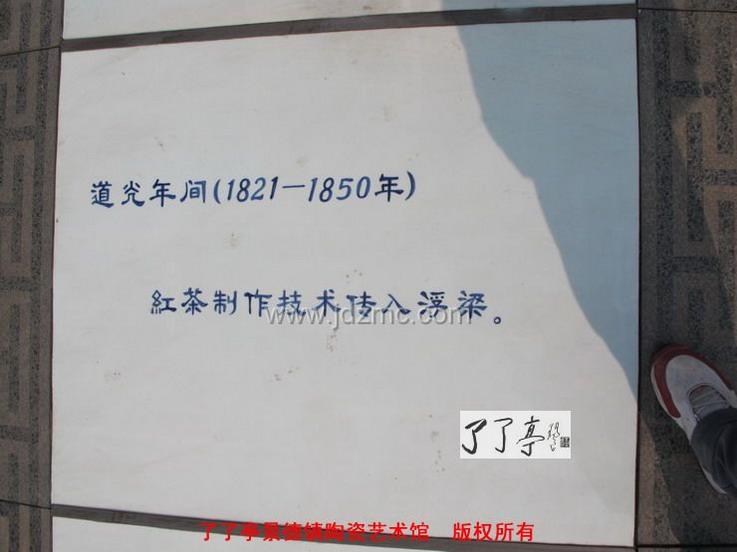 道光年间(1821—1850年)
紅茶制作技术传入浮梁。
www.jdzmc.com
了了亭
了了亭景德镇陶瓷艺术馆 版权所有